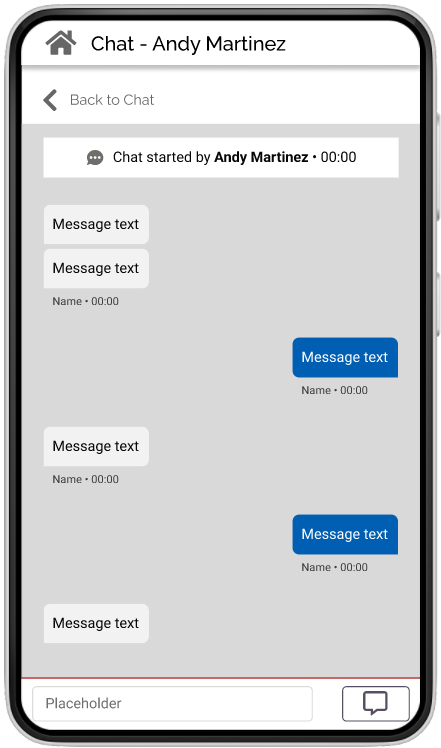 Chat - Andy Martinez
Back to Chat
Chat started by Andy Martinez • 00:00
Message text
Message text
Name • 00:00
Message text
Name • 00:00
Message text
Name • 00:00
Message text
Name • 00:00
Message text
Placeholder